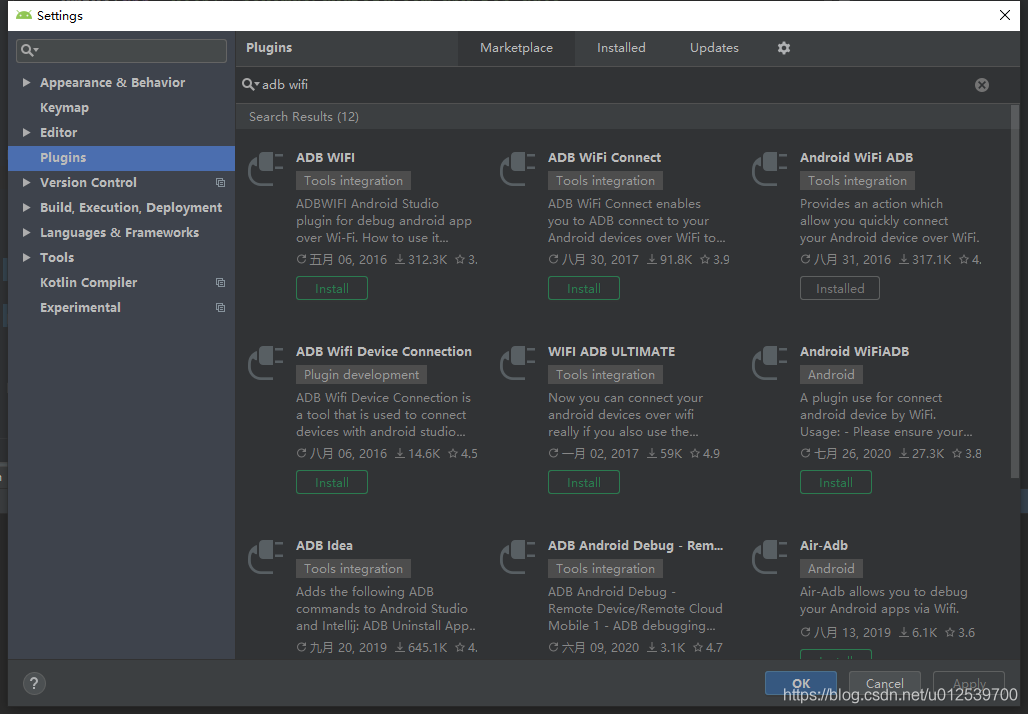 Settings
Plugins
Marketplace
Installed
Updates
Appearance & Behavior
Keymap
Editor
Plugins
Version Control
Build, Execution, Deployment
Languages & Frameworks
Tools
Kotlin Compiler
Experimental
adb wifi
Search Results (12)
ADB WIFI
Tools integration
ADBWIFI Android Studio
plugin for debug android app
over Wi-Fi. How to use it...
五月 06, 2016 312.3K 3.
Install
ADB WiFi Connect
Tools integration
ADB WiFi Connect enables
you to ADB connect to your
Android devices over WiFi to...
八月 30, 2017 91.8K 3.9
Install
Android WiFi ADB
Tools integration
Provides an action which
allow you quickly connect
your Android device over WiFi.
八月 31, 2016 317.1K 4.
Installed
ADB Wifi Device Connection
Plugin development
ADB Wifi Device Connection is
a tool that is used to connect
devices with android studio...
八月 06, 2016 14.6K 4.5
Install
WIFI ADB ULTIMATE
Tools integration
Now you can connect your
android devices over wifi
really if you also use the...
一月 02, 2017 59K 4.9
Install
Android WiFiADB
Android
A plugin use for connect
android device by WiFi.
Usage: - Please ensure your...
七月 26, 2020 27.3K 3.8
Install
ADB Idea
Tools integration
Adds the following ADB
commands to Android Studio
and Intellij: ADB Uninstall App..
九月 20, 2019 645.1K 4.
ADB Android Debug - Rem...
Tools integration
ADB Android Debug -
Remote Device/Remote Cloud
Mobile 1 - ADB debugging...
六月 09, 2020 3.1K 4.7
Air-Adb
Android
Air-Adb allows you to debug
your Android apps via Wifi.
八月 13, 2019 6.1K 3.6
?
OK
Cancel
Apply
https://blog.csdn.net/u012539700